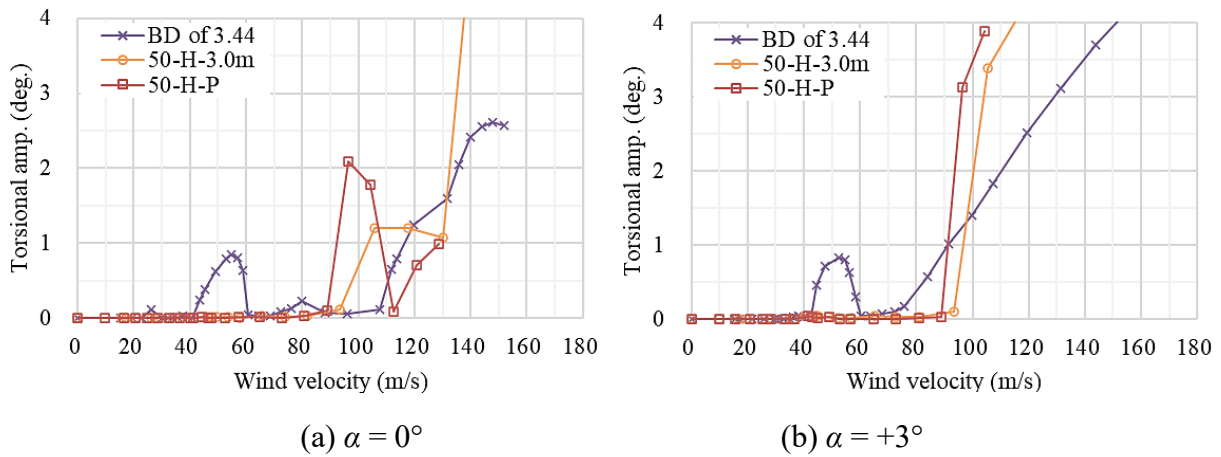 BD of 3.44
50-H-3.0m
50-H-P
Torsional amp. (deg.)
4
3
2
1
0
0 20 40 60 80 100 120 140 160 180
Wind velocity (m/s)
(a) α = 0°
BD of 3.44
50-H-3.0m
50-H-P
Torsional amp. (deg.)
4
3
2
1
0
0 20 40 60 80 100 120 140 160 180
Wind velocity (m/s)
(b) α = +3°